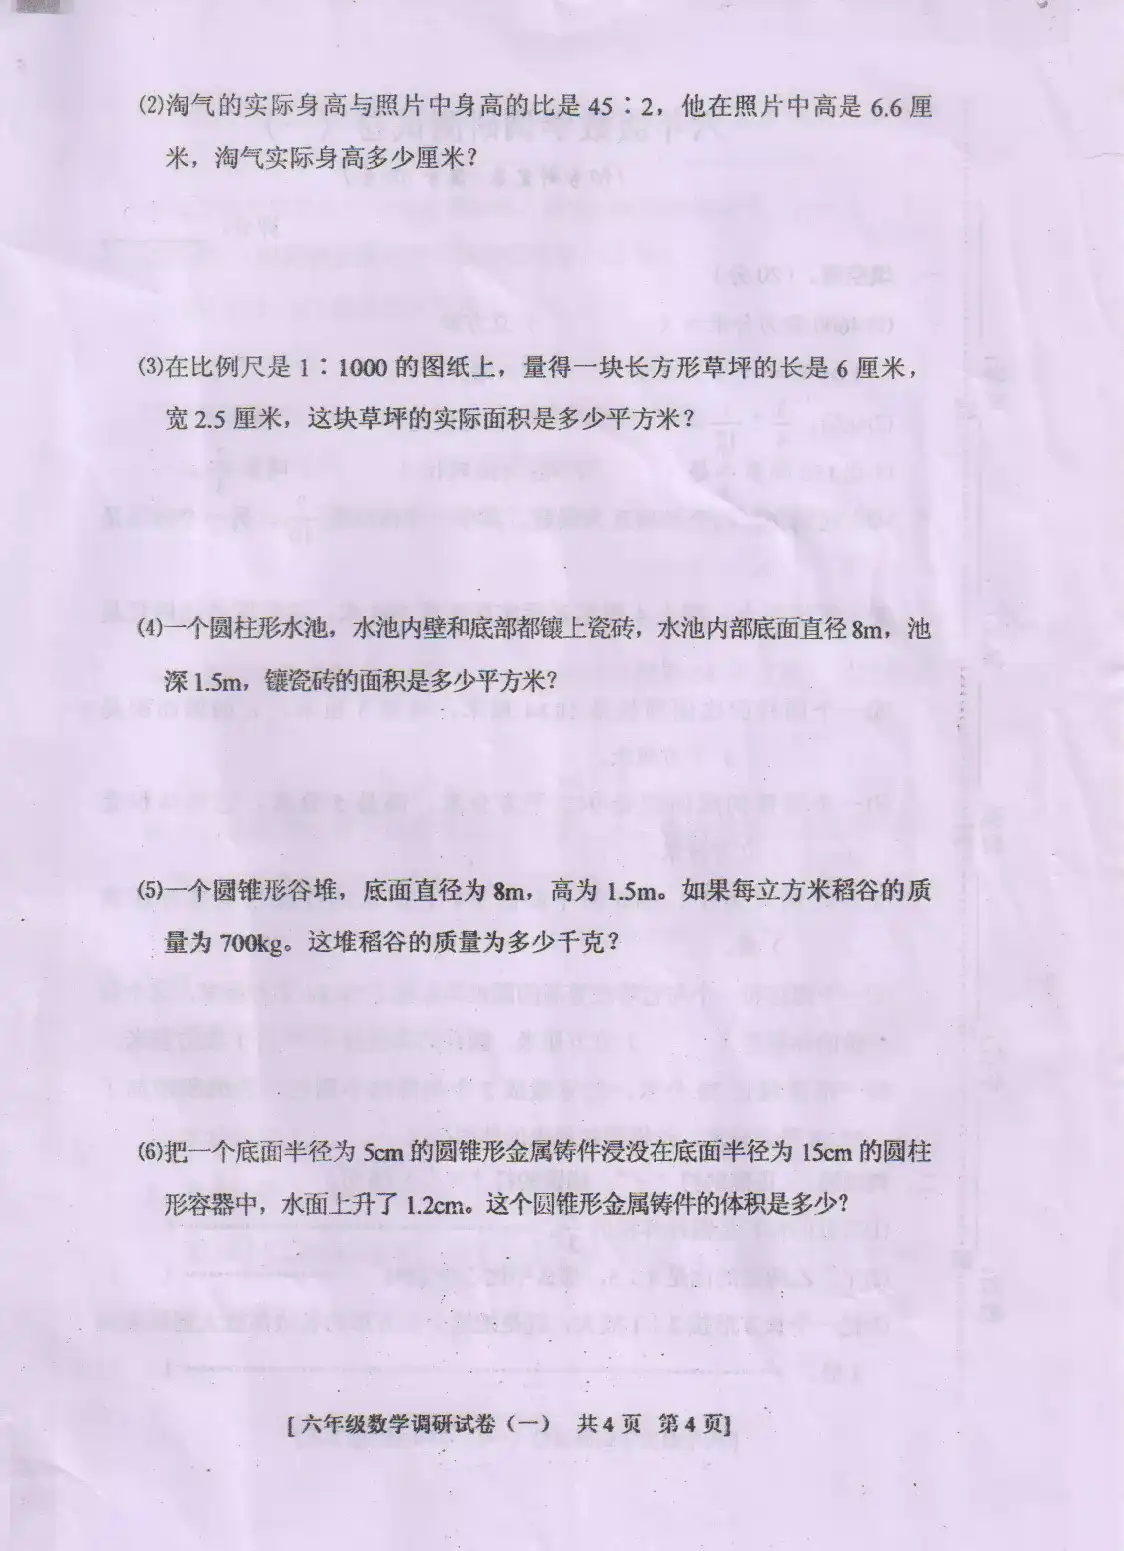 (2)淘气的实际身高与照片中身高的比是 45∶2，他在照片中高是 6.6 厘
米，淘气实际身高多少厘米？
(3)在比例尺是 1∶1000 的图纸上，量得一块长方形草坪的长是 6 厘米，
宽 2.5 厘米，这块草坪的实际面积是多少平方米？
(4)一个圆柱形水池，水池内壁和底部都镶上瓷砖，水池内部底面直径 8m，池
深 1.5m，镶瓷砖的面积是多少平方米？
(5)一个圆锥形谷堆，底面直径为 8m，高为 1.5m。如果每立方米稻谷的质
量为 700kg。这堆稻谷的质量为多少千克？
(6)把一个底面半径为 5cm 的圆锥形金属铸件浸没在底面半径为 15cm 的圆柱
形容器中，水面上升了 1.2cm。这个圆锥形金属铸件的体积是多少？
[六年级数学调研试卷（一） 共 4 页 第 4 页]